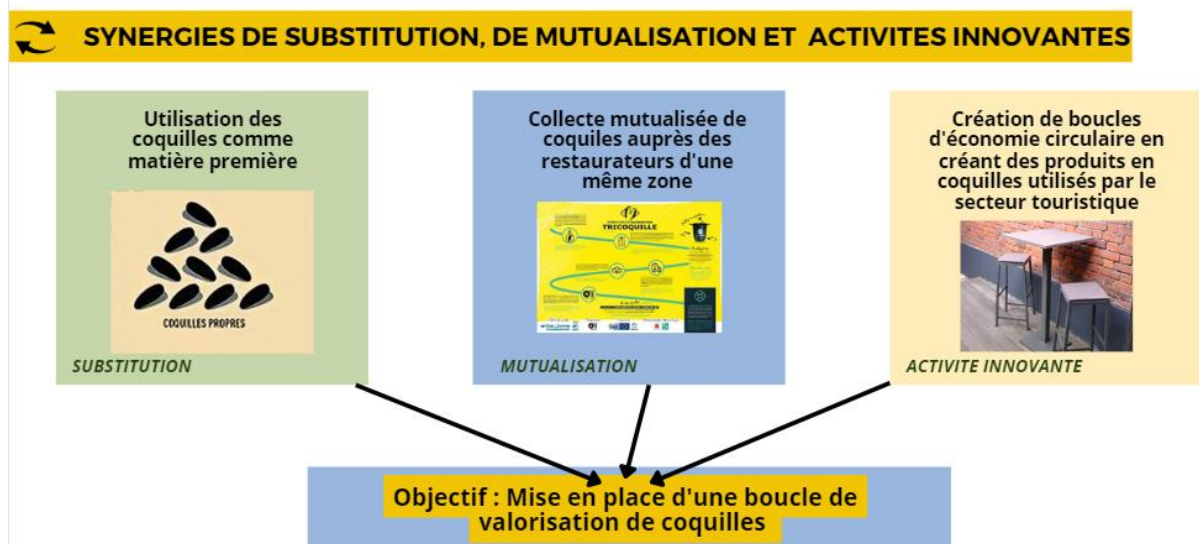 SYNERGIES DE SUBSTITUTION, DE MUTUALISATION ET ACTIVITES INNOVANTES
Utilisation des
coquilles comme
matière première
COQUILLES PROPRES
SUBSTITUTION
Collecte mutualisée de
coquiles auprès des
restaurateurs d'une
même zone
TRICOQUILLE
MUTUALISATION
Création de boucles
d'économie circulaire en
créant des produits en
coquilles utilisés par le
secteur touristique
ACTIVITE INNOVANTE
Objectif : Mise en place d'une boucle de
valorisation de coquilles